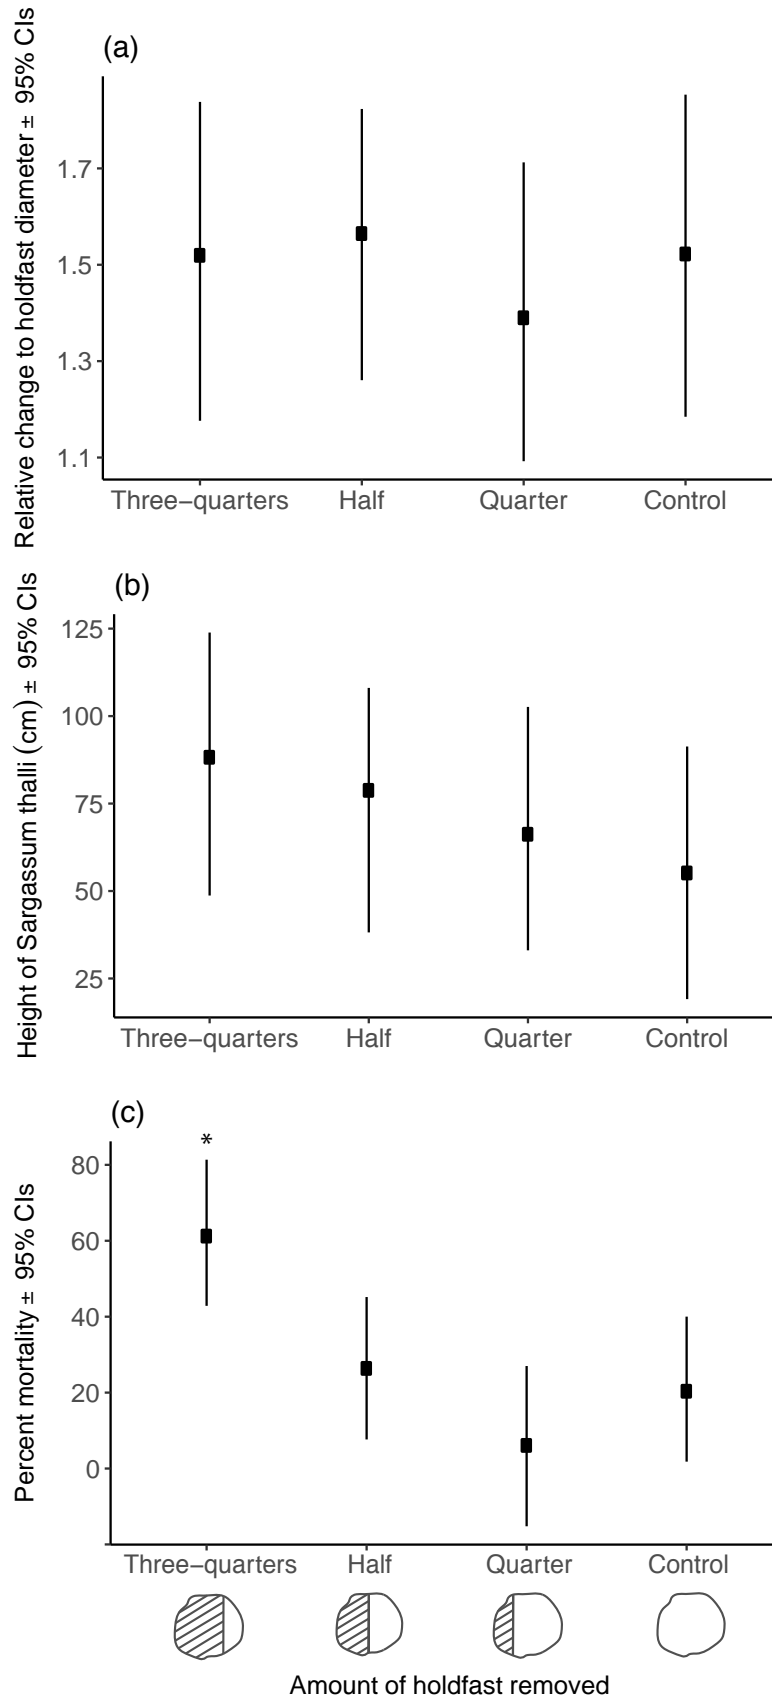 (a)
Relative change to holdfast diameter ± 95% CIs
1.7
1.5
1.3
1.1
Three−quarters Half Quarter Control
(b)
Height of Sargassum thalli (cm) ± 95% CIs
125
100
75
50
25
Three−quarters Half Quarter Control
(c)
*
Percent mortality ± 95% CIs
80
60
40
20
0
Three−quarters Half Quarter Control
Amount of holdfast removed